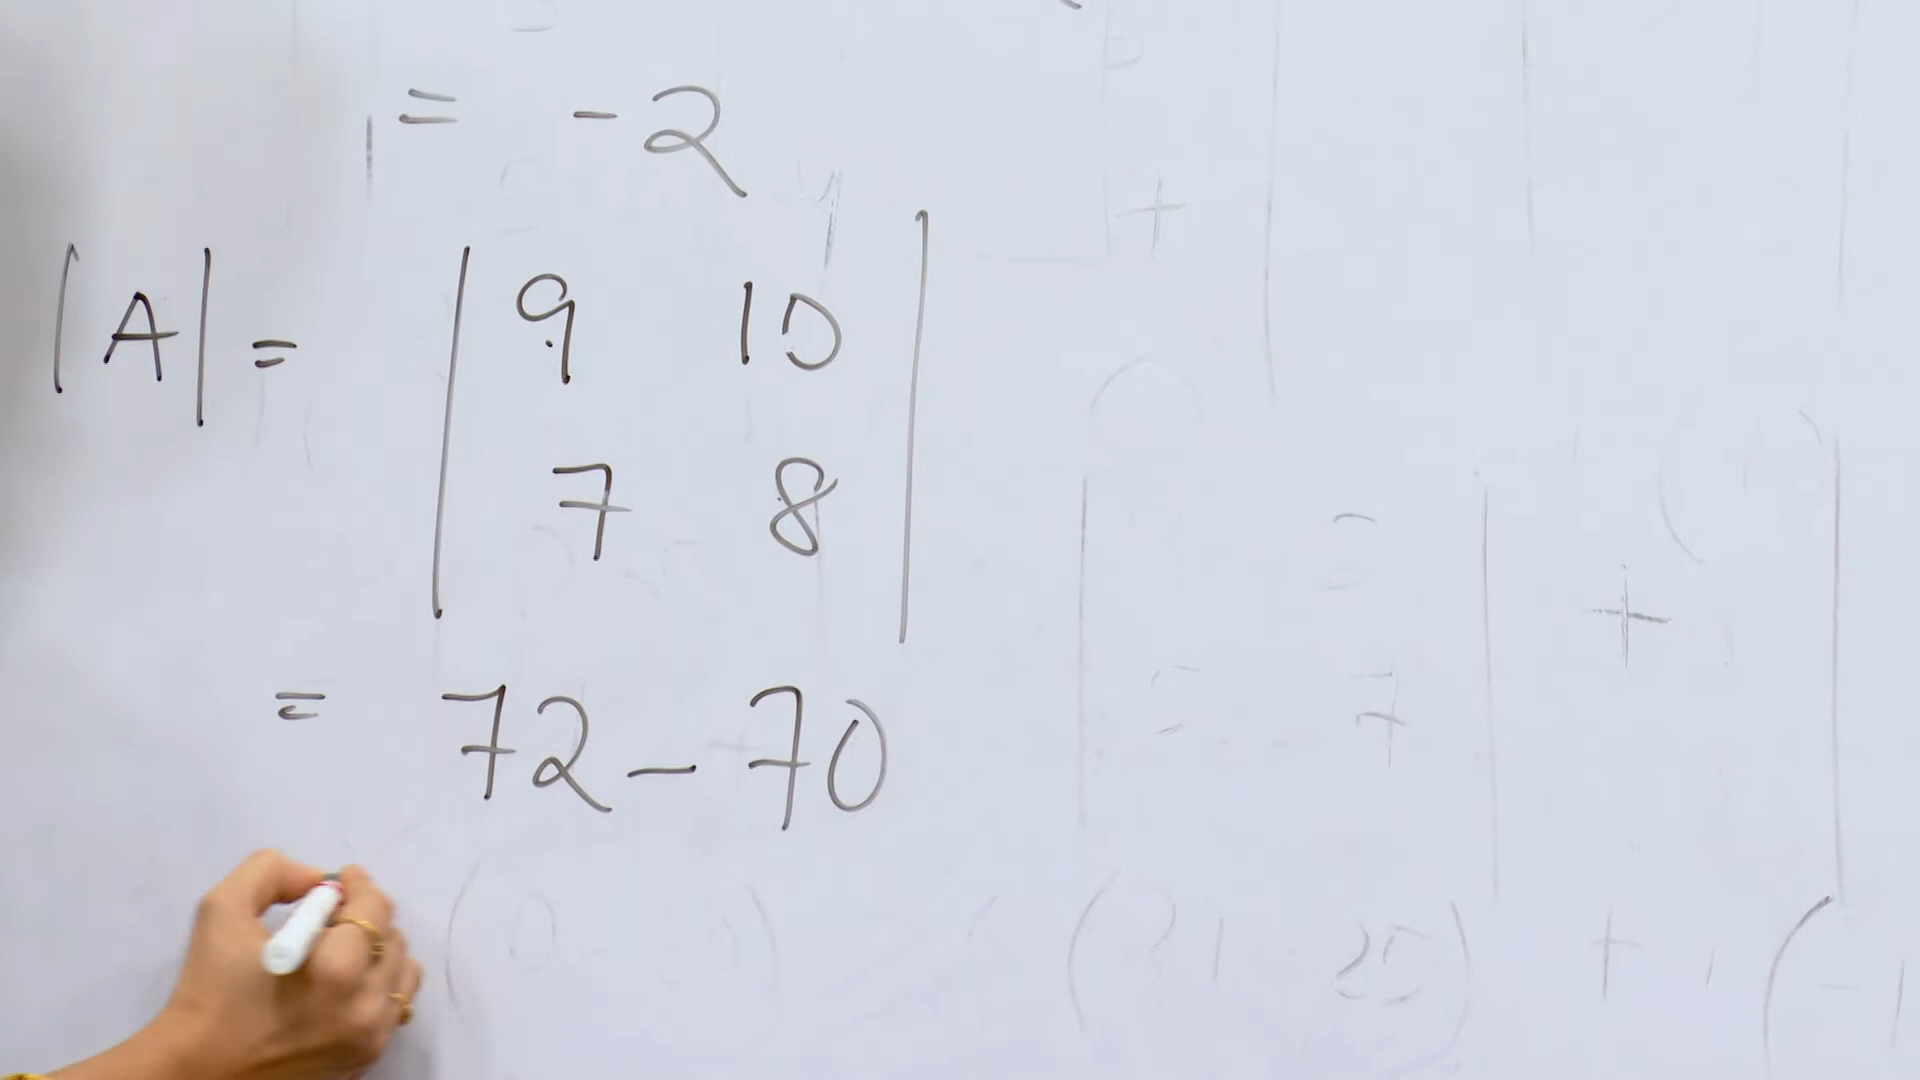 = -2
|A| = | 9 10 |
| 7 8 |
= 72 - 70